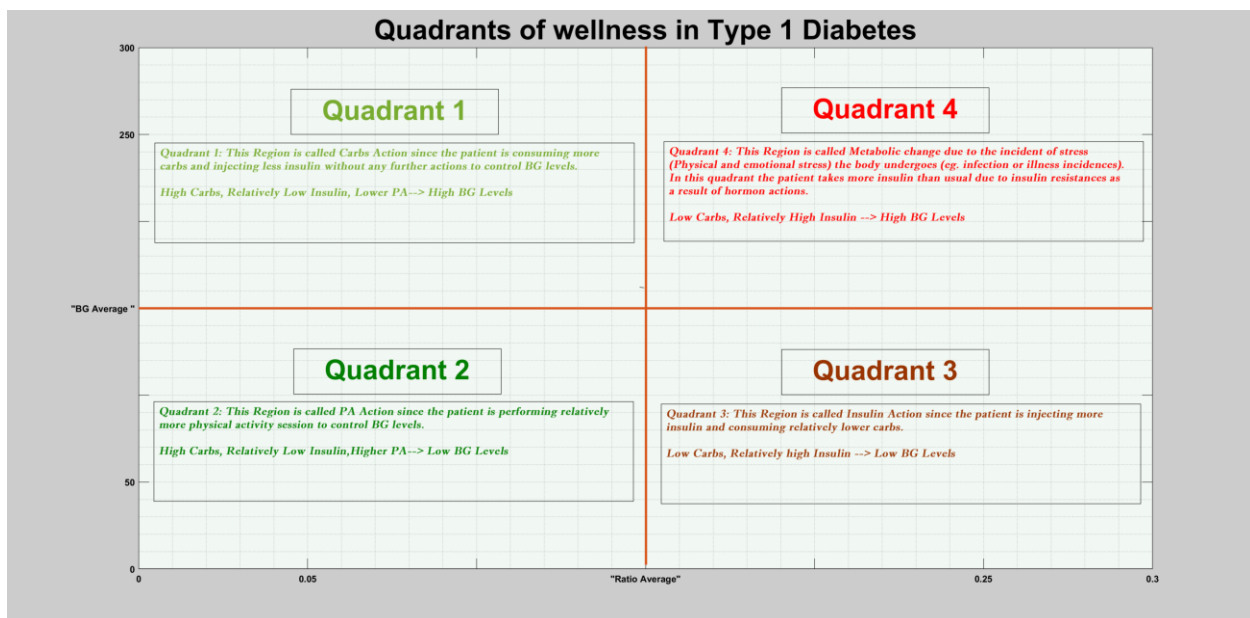 Quadrants of wellness in Type 1 Diabetes
300
Quadrant 1
Quadrant 4
250
Quadrant 1: This Region is called Carbs Action since the patient is consuming more
carbs and injecting less insulin without any further actions to control BG levels.
High Carbs, Relatively Low Insulin, Lower PA--> High BG Levels
Quadrant 4: This Region is called Metabolic change due to the incident of stress
(Physical and emotional stress) the body undergoes (eg. infection or illness incidences).
In this quadrant the patient takes more insulin than usual due to insulin resistances as
a result of hormon actions.
Low Carbs, Relatively High Insulin --> High BG Levels
"BG Average "
Quadrant 2
Quadrant 3
Quadrant 2: This Region is called PA Action since the patient is performing relatively
more physical activity session to control BG levels.
High Carbs, Relatively Low Insulin,Higher PA--> Low BG Levels
Quadrant 3: This Region is called Insulin Action since the patient is injecting more
insulin and consuming relatively lower carbs.
Low Carbs, Relatively high Insulin --> Low BG Levels
50
0
0
0.05
"Ratio Average"
0.25
0.3